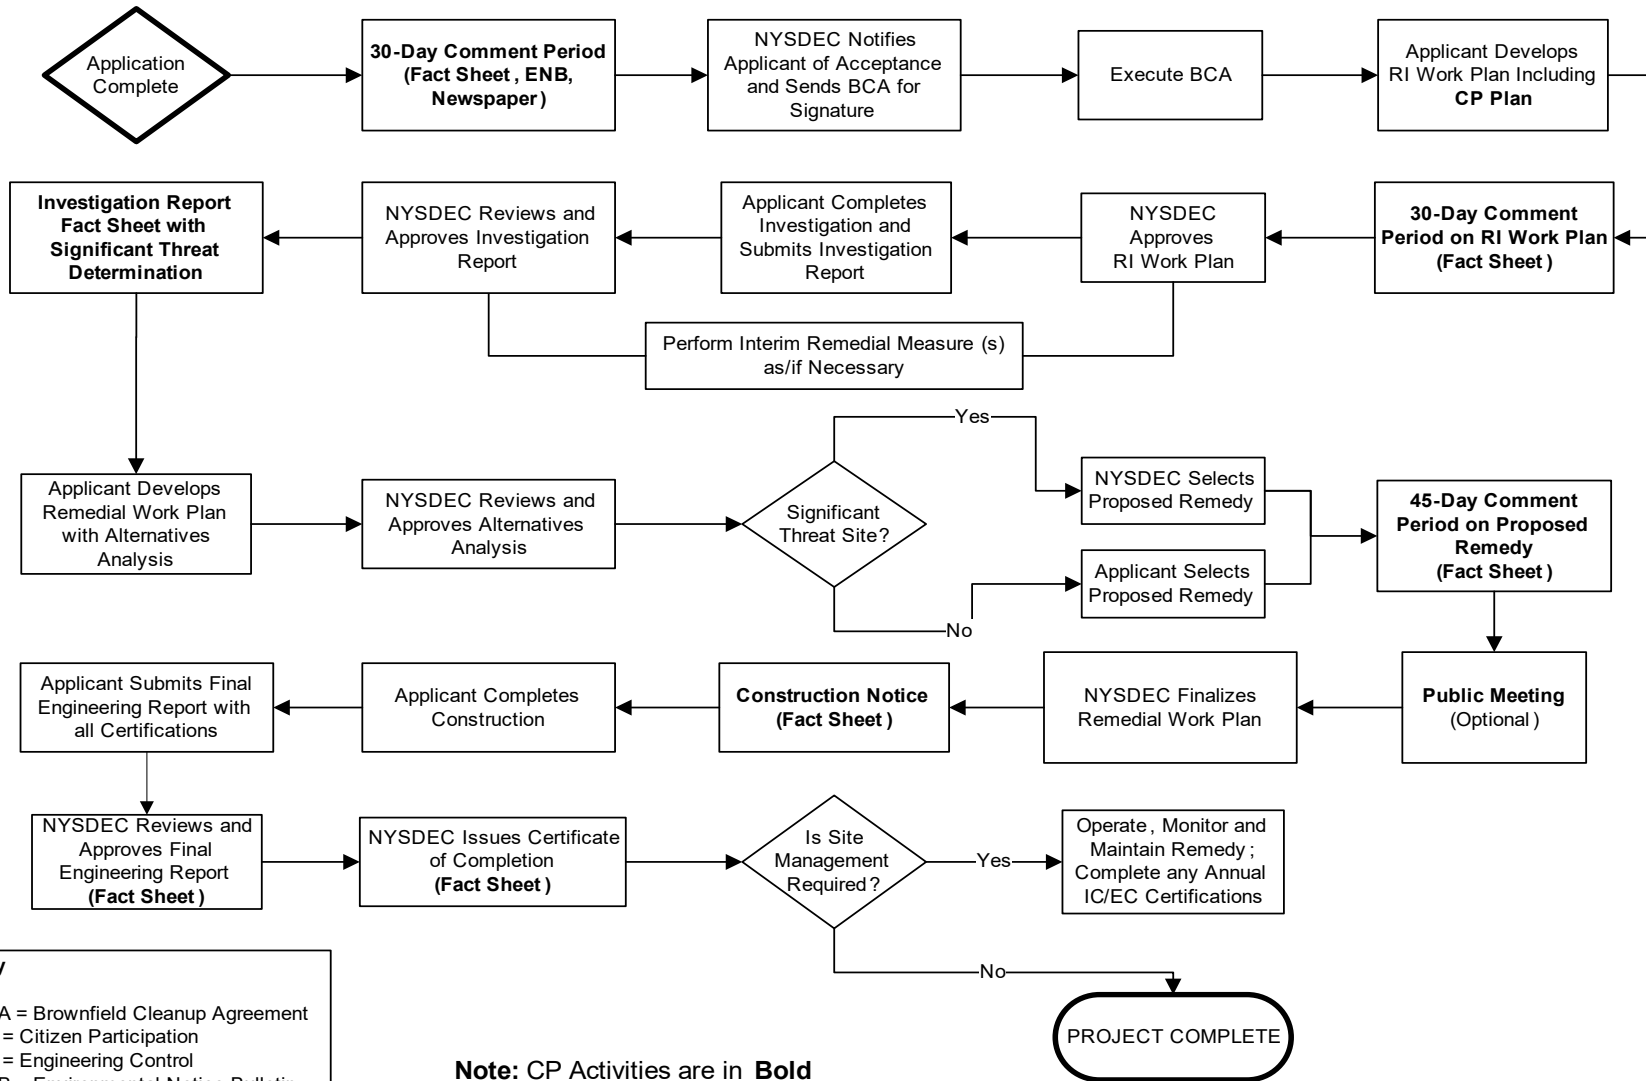 Application
Complete
30-Day Comment Period
(Fact Sheet, ENB,
Newspaper)
NYSDEC Notifies
Applicant of Acceptance
and Sends BCA for
Signature
Execute BCA
Applicant Develops
RI Work Plan Including
CP Plan
30-Day Comment
Period on RI Work Plan
(Fact Sheet)
NYSDEC
Approves
RI Work Plan
Applicant Completes
Investigation and
Submits Investigation
Report
NYSDEC Reviews and
Approves Investigation
Report
Investigation Report
Fact Sheet with
Significant Threat
Determination
Perform Interim Remedial Measure (s)
as/if Necessary
Applicant Develops
Remedial Work Plan
with Alternatives
Analysis
NYSDEC Reviews and
Approves Alternatives
Analysis
Significant
Threat Site?
Yes
No
NYSDEC Selects
Proposed Remedy
Applicant Selects
Proposed Remedy
45-Day Comment
Period on Proposed
Remedy
(Fact Sheet)
Public Meeting
(Optional)
NYSDEC Finalizes
Remedial Work Plan
Construction Notice
(Fact Sheet)
Applicant Completes
Construction
Applicant Submits Final
Engineering Report with
all Certifications
NYSDEC Reviews and
Approves Final
Engineering Report
(Fact Sheet)
NYSDEC Issues Certificate
of Completion
(Fact Sheet)
Is Site
Management
Required?
Yes
Operate, Monitor and
Maintain Remedy;
Complete any Annual
IC/EC Certifications
No
PROJECT COMPLETE
A = Brownfield Cleanup Agreement
= Citizen Participation
= Engineering Control
Note: CP Activities are in Bold